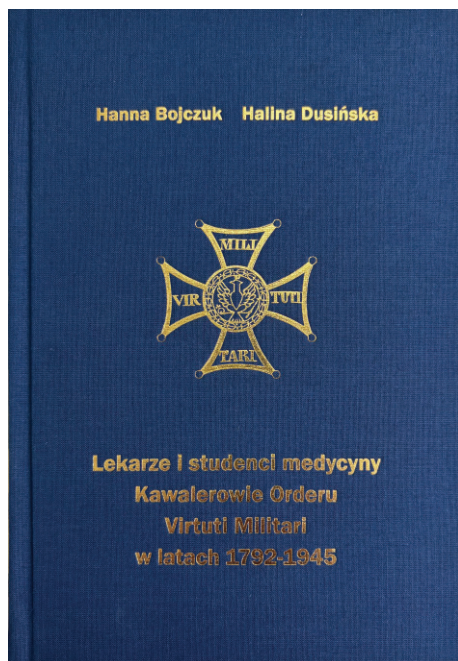 Hanna Bojczuk Halina Dusińska
MILI
VIR TUTI
TARI
Lekarze i studenci medycyny
Kawalerowie Orderu
Virtuti Militari
w latach 1792-1945